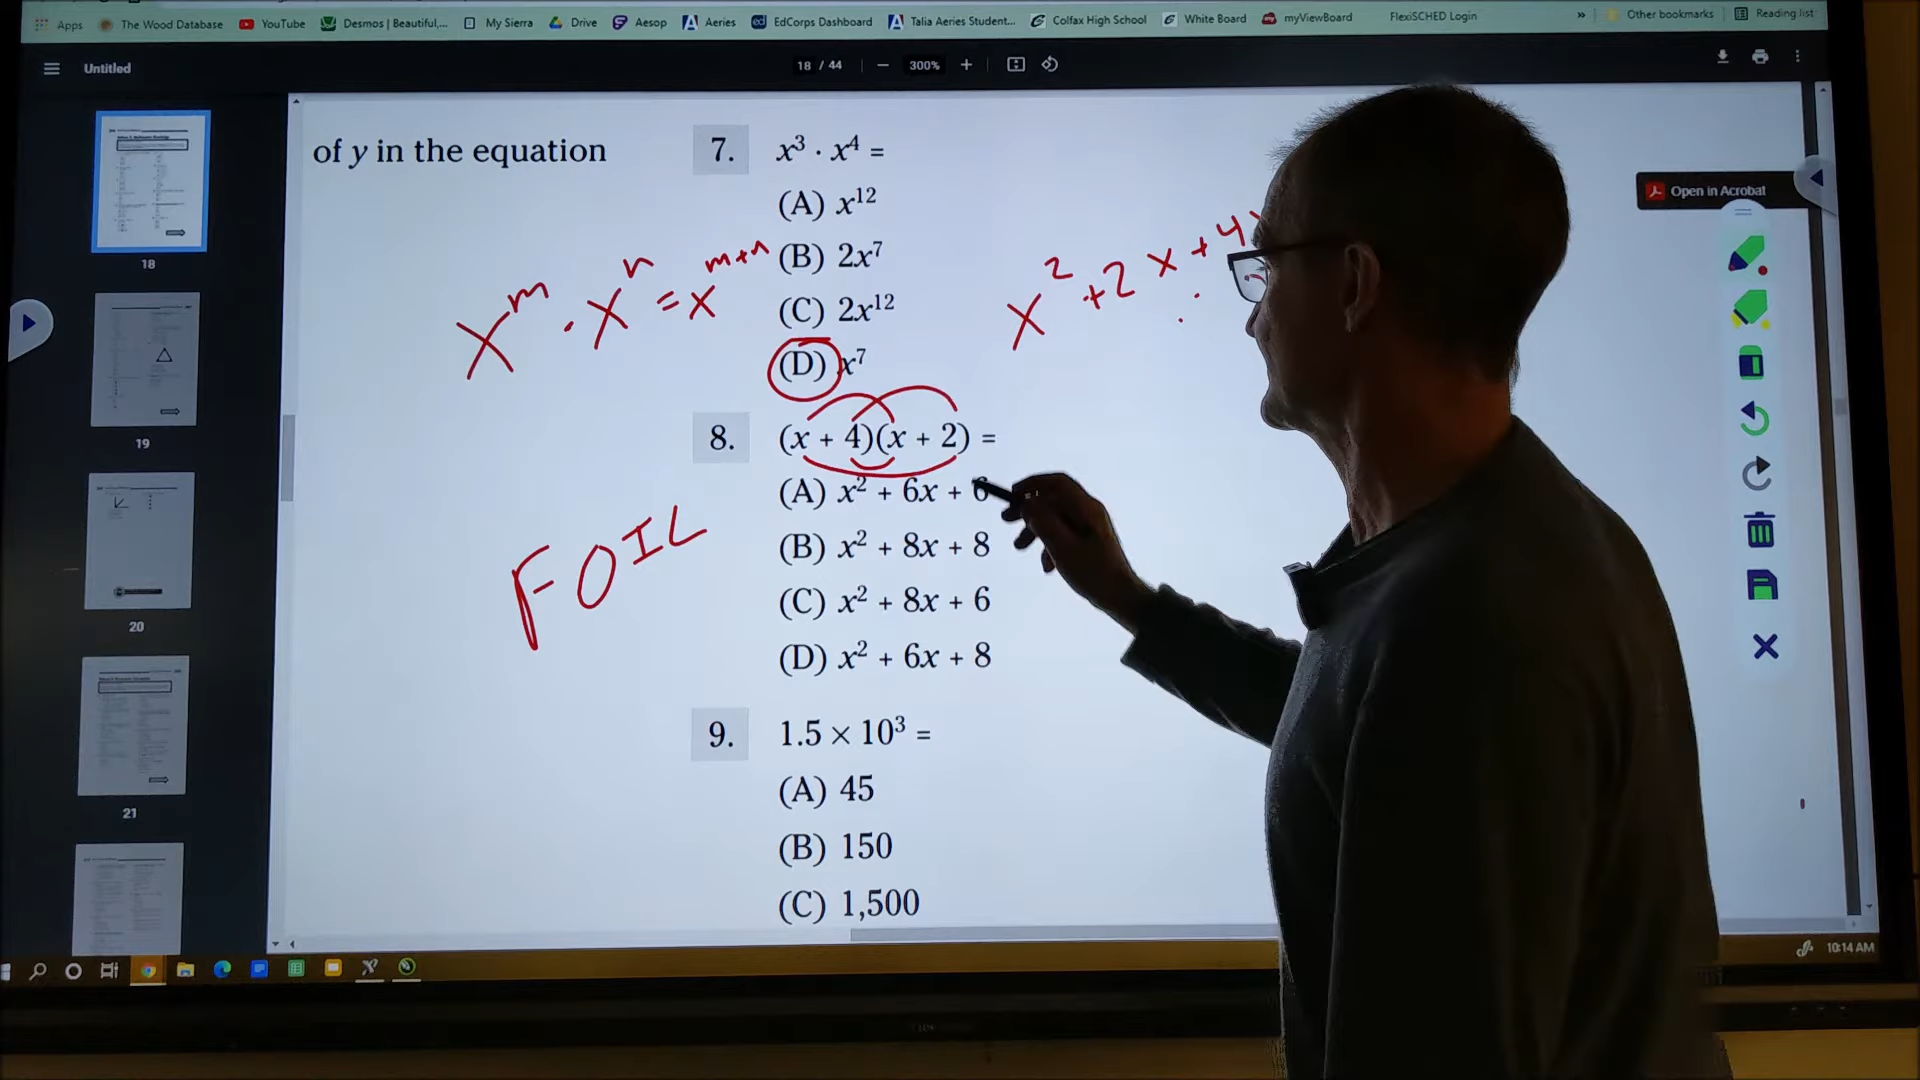 Apps The Wood Database YouTube Desmos | Beautiful,... My Sierra Drive Aesop Aeries EdCorps Dashboard Talia Aeries Student... Colfax High School White Board myViewBoard FlexiSCHED Login » Other bookmarks Reading list
Untitled 18 / 44 − 300% +
Open in Acrobat
18
19
20
21
of y in the equation
7. x³ · x⁴ =
(A) x¹²
(B) 2x⁷
(C) 2x¹²
(D) x⁷
xᵐ · xⁿ = xᵐ⁺ⁿ
x² + 2x + 4
8. (x + 4)(x + 2) =
(A) x² + 6x + 6
(B) x² + 8x + 8
(C) x² + 8x + 6
(D) x² + 6x + 8
FOIL
9. 1.5 × 10³ =
(A) 45
(B) 150
(C) 1,500
10:14 AM